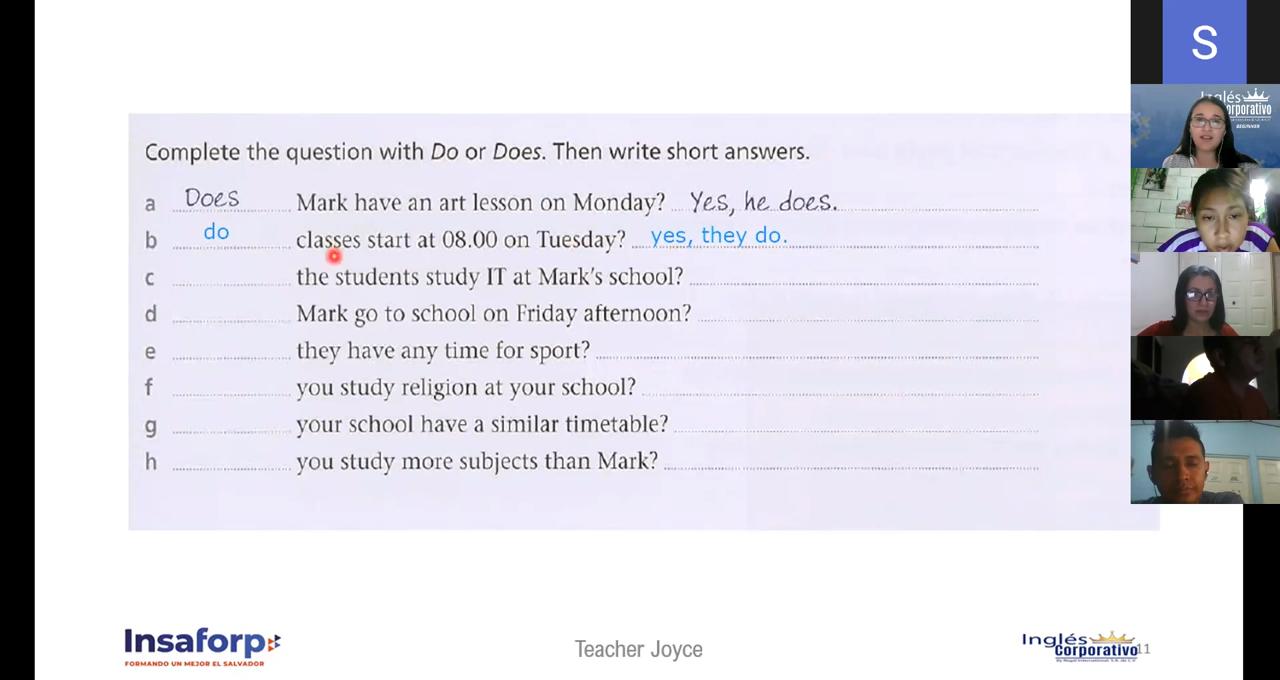 S
Inglés
orporativo
BEGINNER
Complete the question with Do or Does. Then write short answers.
a Does Mark have an art lesson on Monday? Yes, he does.
b do classes start at 08.00 on Tuesday? yes, they do.
c the students study IT at Mark's school?
d Mark go to school on Friday afternoon?
e they have any time for sport?
f you study religion at your school?
g your school have a similar timetable?
h you study more subjects than Mark?
Insaforp
FORMANDO UN MEJOR EL SALVADOR
Teacher Joyce
Inglés
Corporativo
11